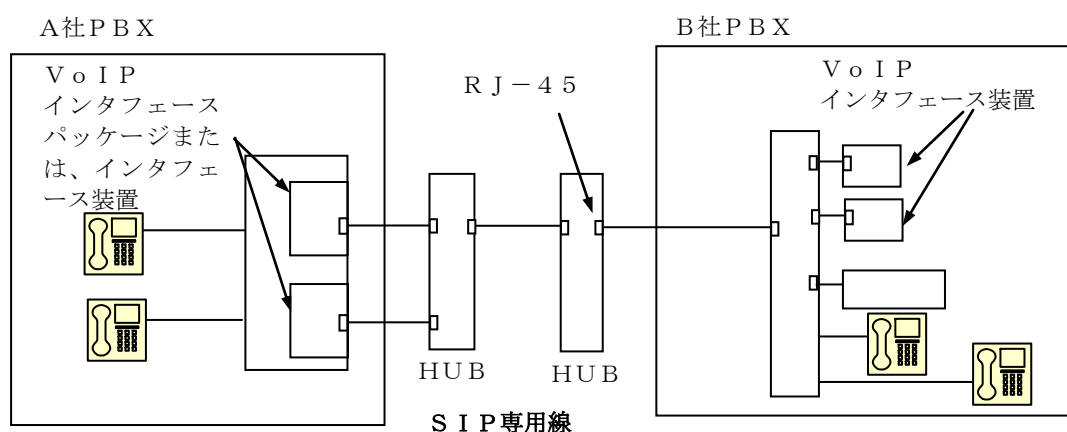 A社PBX
VoIP
インタフェース
パッケージまた
は、インタフェ
ース装置
RJ－45
B社PBX
VoIP
インタフェース装置
HUB
HUB
SIP専用線